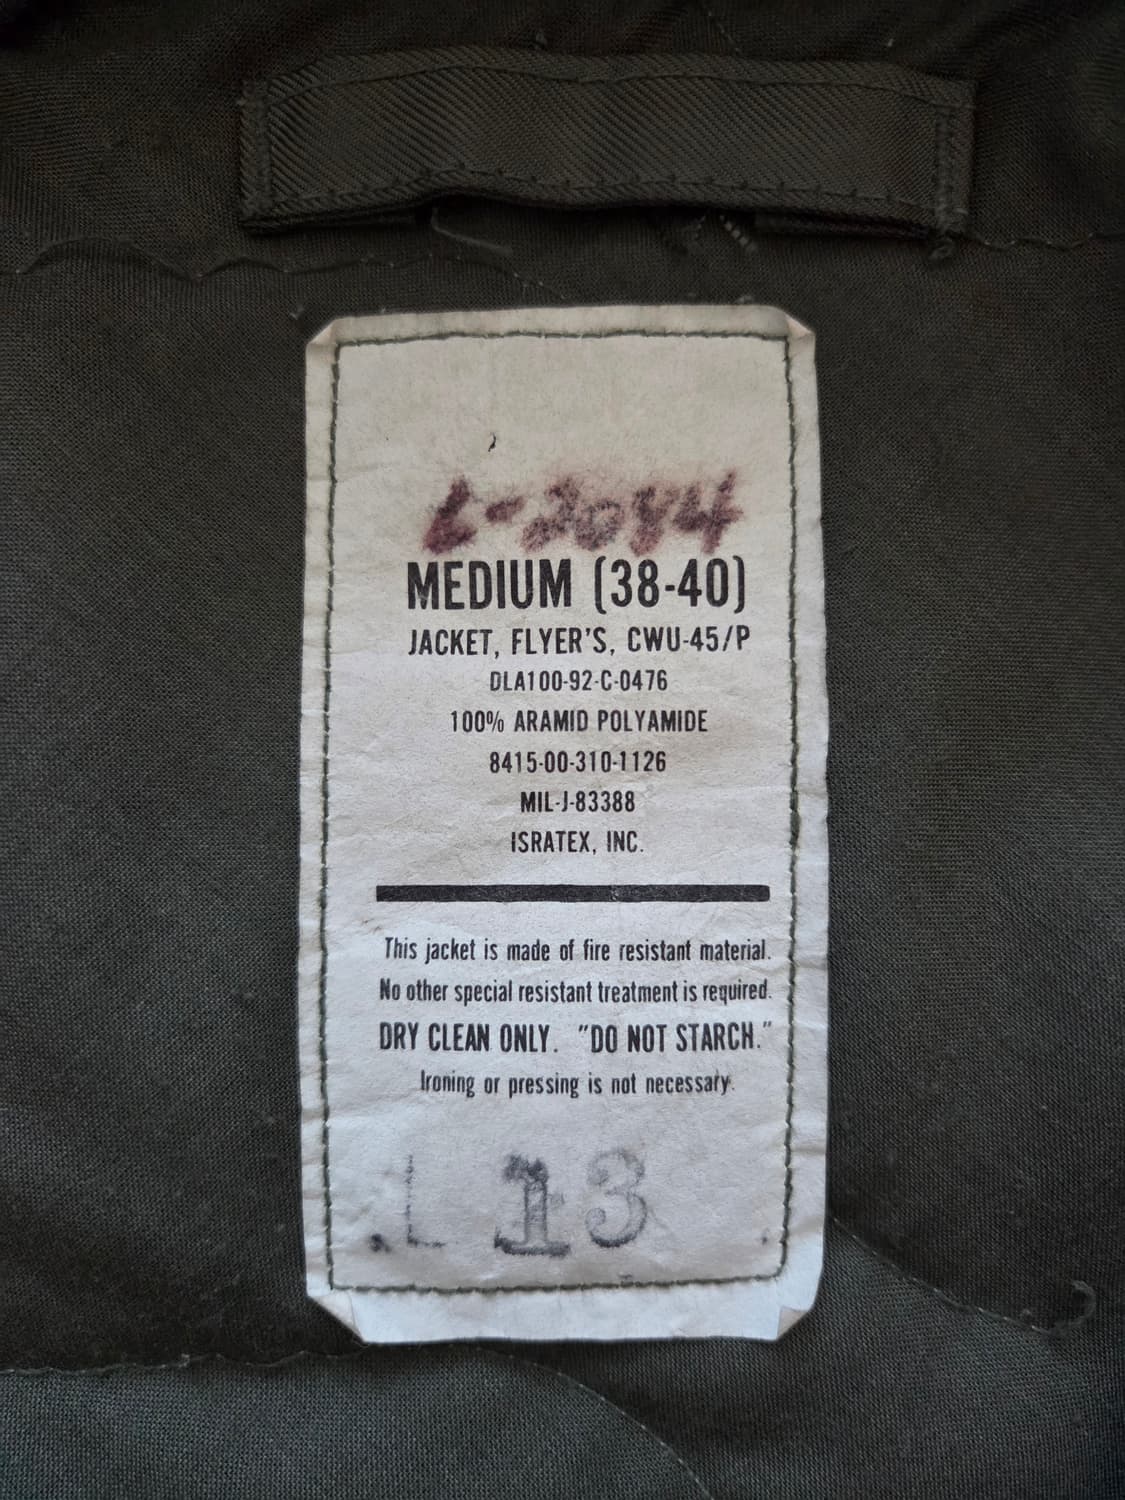 L-2044
MEDIUM (38-40)
JACKET, FLYER'S, CWU-45/P
DLA100-92-C-0476
100% ARAMID POLYAMIDE
8415-00-310-1126
MIL-J-83388
ISRATEX, INC.
This jacket is made of fire resistant material.
No other special resistant treatment is required.
DRY CLEAN ONLY. "DO NOT STARCH."
Ironing or pressing is not necessary.
L 13